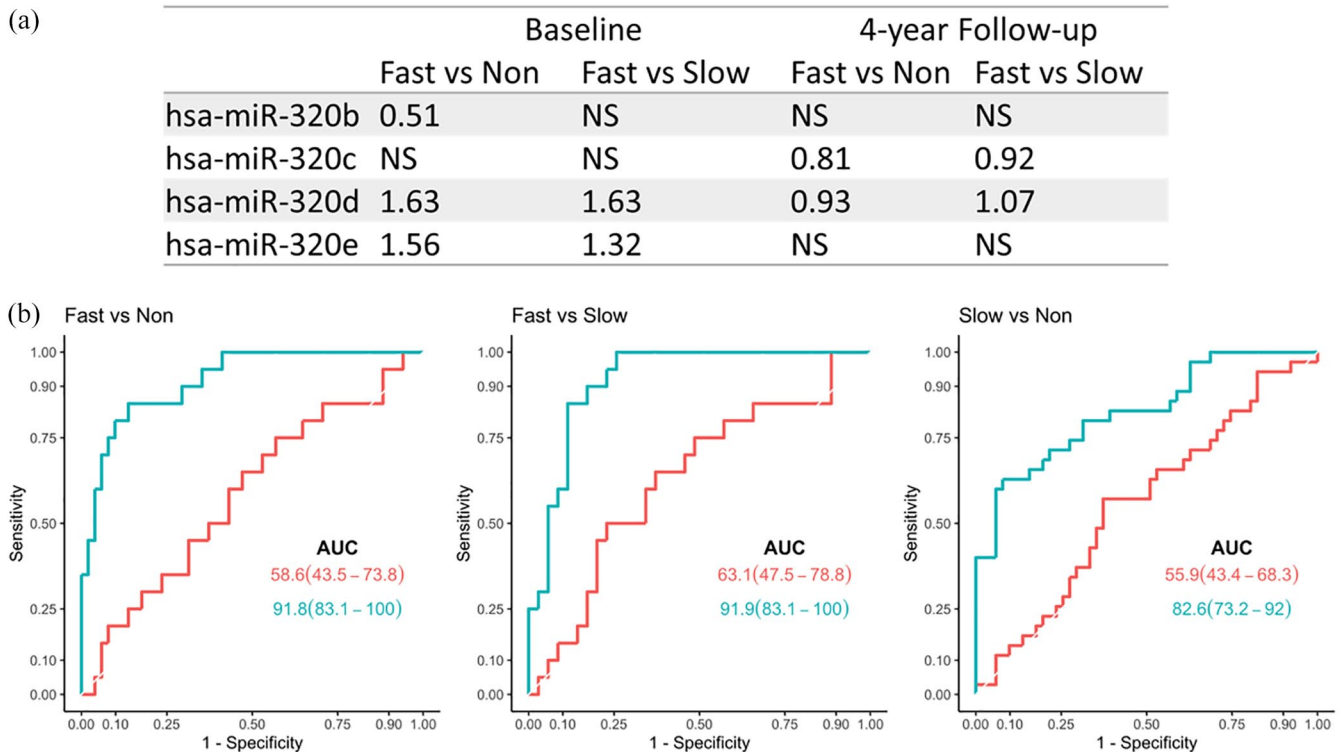 (a)
Baseline 4-year Follow-up
Fast vs Non Fast vs Slow Fast vs Non Fast vs Slow
hsa-miR-320b 0.51 NS NS NS
hsa-miR-320c NS NS 0.81 0.92
hsa-miR-320d 1.63 1.63 0.93 1.07
hsa-miR-320e 1.56 1.32 NS NS
(b)
Fast vs Non
1.00
0.90
0.75
0.50
0.25
0.10
0.00
Sensitivity
AUC
58.6(43.5 – 73.8)
91.8(83.1 – 100)
0.00 0.10 0.25 0.50 0.75 0.90 1.00
1 - Specificity
Fast vs Slow
1.00
0.90
0.75
0.50
0.25
0.10
0.00
Sensitivity
AUC
63.1(47.5 – 78.8)
91.9(83.1 – 100)
0.00 0.10 0.25 0.50 0.75 0.90 1.00
1 - Specificity
Slow vs Non
1.00
0.90
0.75
0.50
0.25
0.10
0.00
Sensitivity
AUC
55.9(43.4 – 68.3)
82.6(73.2 – 92)
0.00 0.10 0.25 0.50 0.75 0.90 1.00
1 - Specificity